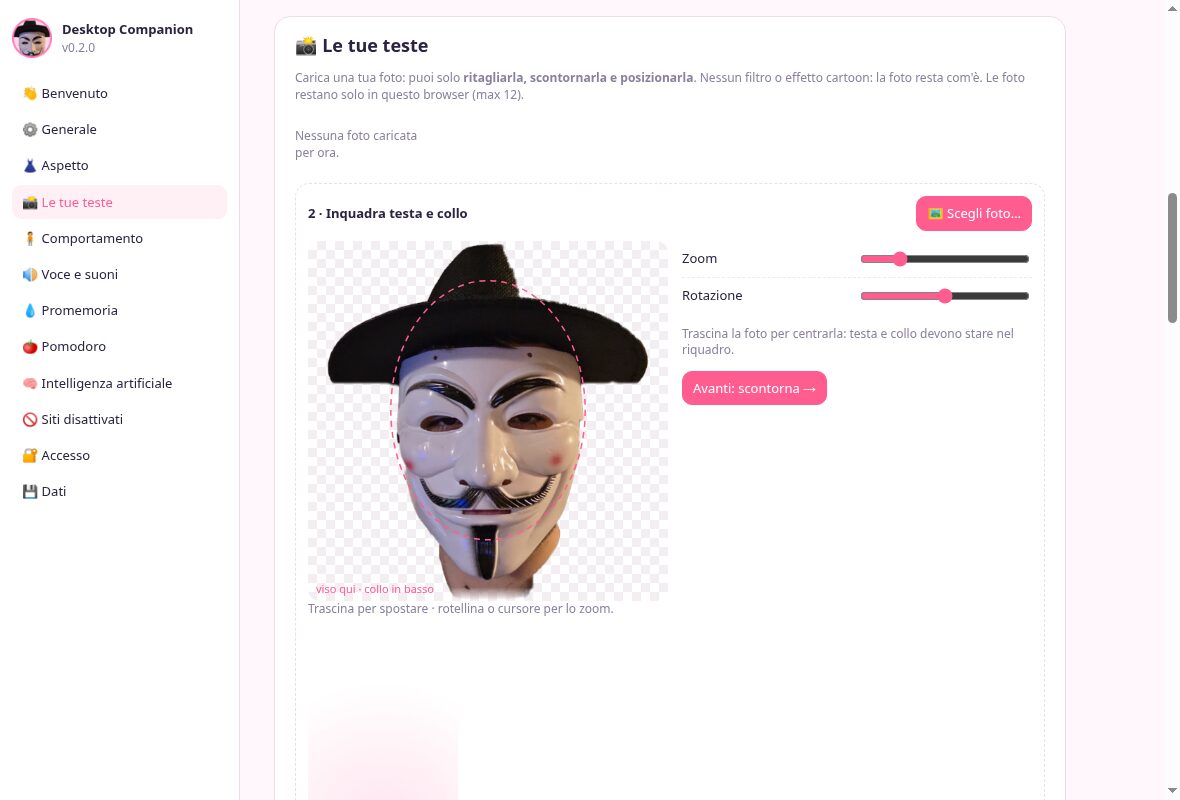 Desktop Companion
v0.2.0
👋 Benvenuto
⚙️ Generale
👗 Aspetto
📸 Le tue teste
🧍 Comportamento
🔊 Voce e suoni
💧 Promemoria
🍅 Pomodoro
🧠 Intelligenza artificiale
🚫 Siti disattivati
🔐 Accesso
💾 Dati
📸 Le tue teste
Carica una tua foto: puoi solo ritagliarla, scontornarla e posizionarla. Nessun filtro o effetto cartoon: la foto resta com'è. Le foto
restano solo in questo browser (max 12).
Nessuna foto caricata
per ora.
2 · Inquadra testa e collo
🖼️ Scegli foto…
viso qui · collo in basso
Trascina per spostare · rotellina o cursore per lo zoom.
Zoom
Rotazione
Trascina la foto per centrarla: testa e collo devono stare nel
riquadro.
Avanti: scontorna →